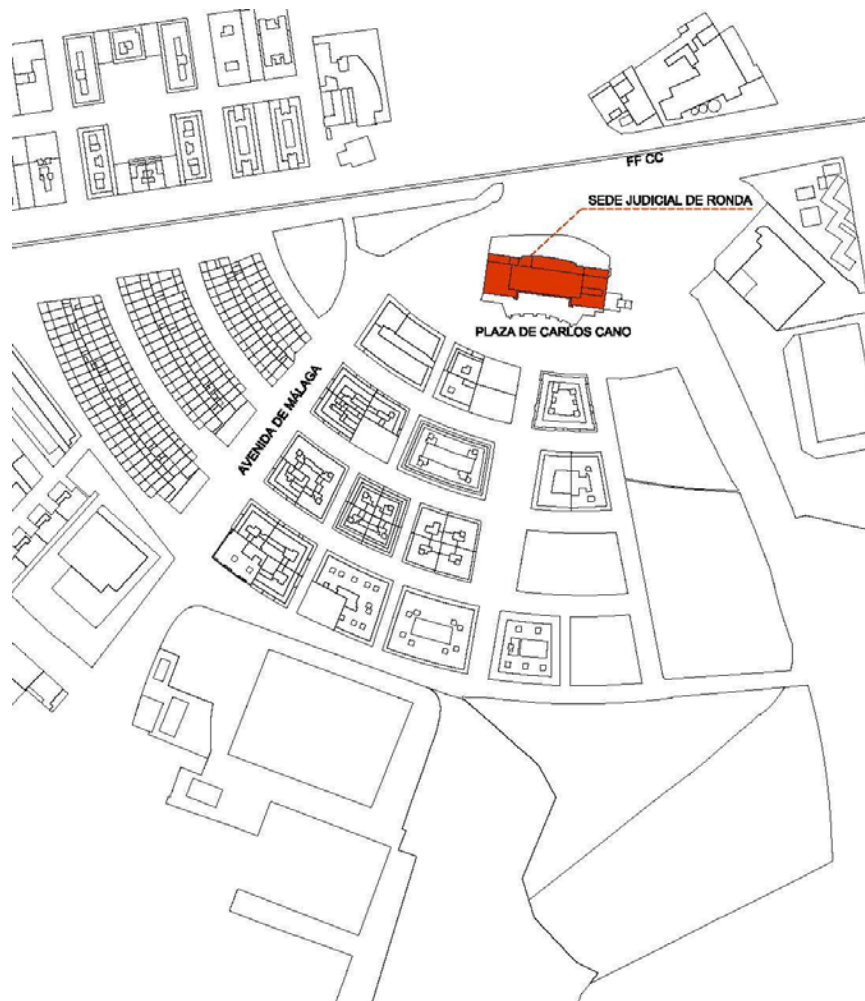 FF CC
SEDE JUDICIAL DE RONDA
PLAZA DE CARLOS CANO
AVENIDA DE MÁLAGA